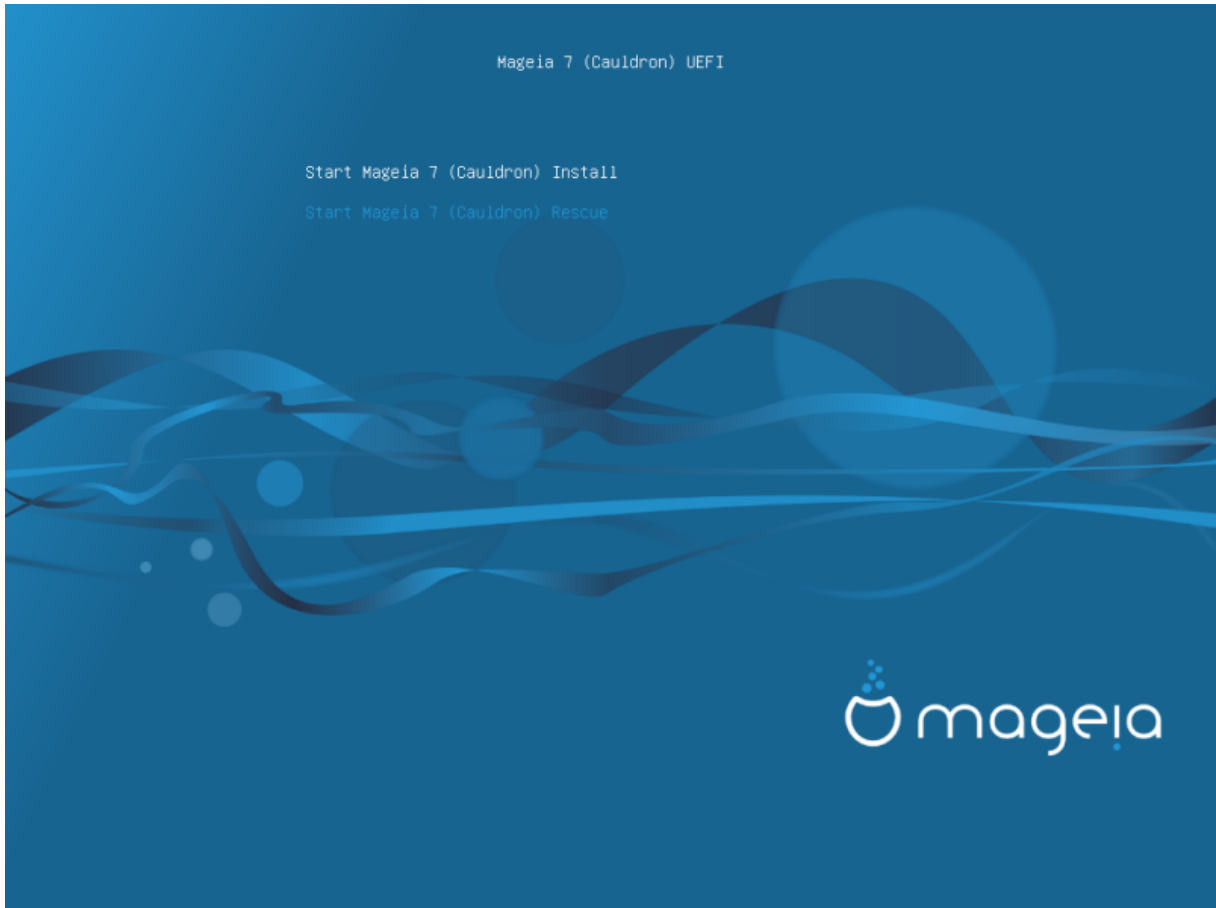 Mageia 7 (Cauldron) UEFI
Start Mageia 7 (Cauldron) Install
Start Mageia 7 (Cauldron) Rescue
mageia